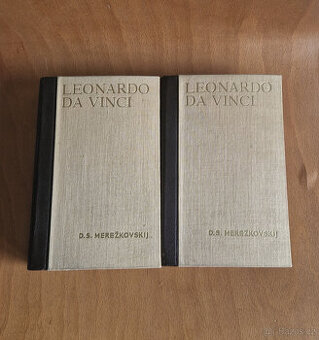 LEONARDO
DA VINCI
D.S. MEREŽKOVSKIJ
LEONARDO
DA VINCI
D.S. MEREŽKOVSKIJ